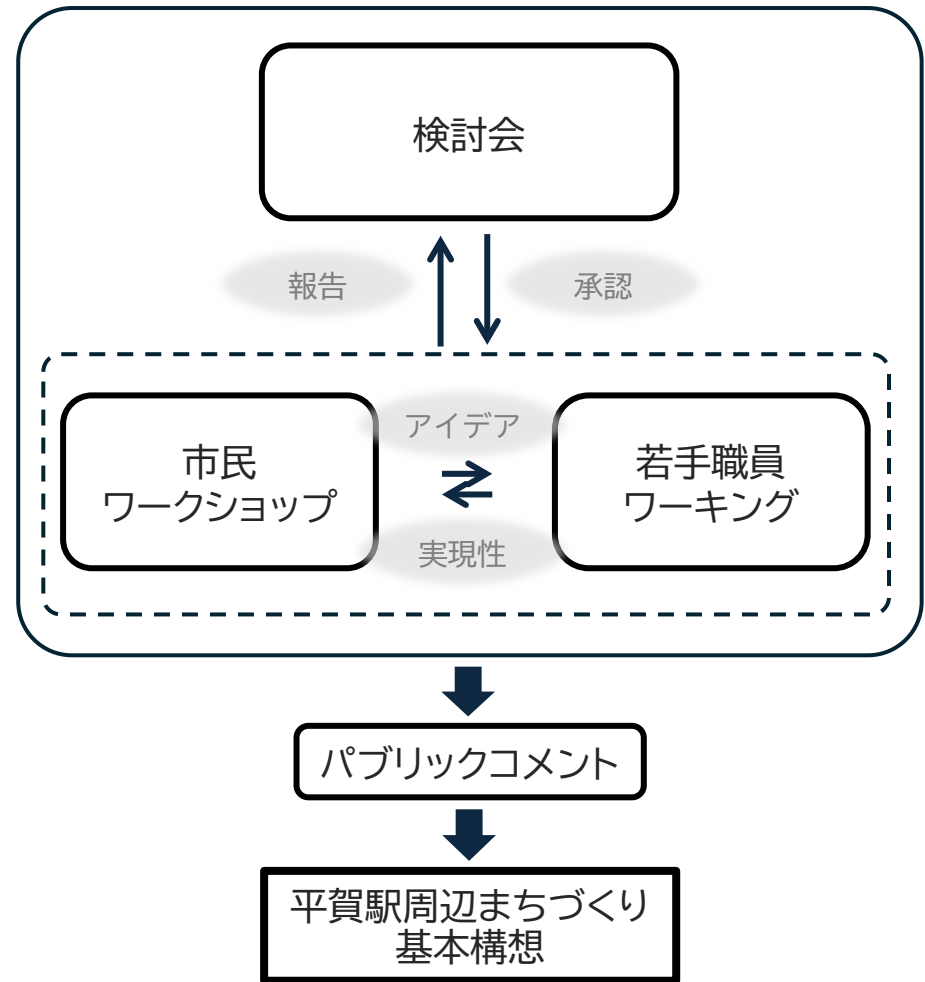 検討会
報告
承認
アイデア
市民
ワークショップ
若手職員
ワーキング
実現性
パブリックコメント
平賀駅周辺まちづくり
基本構想